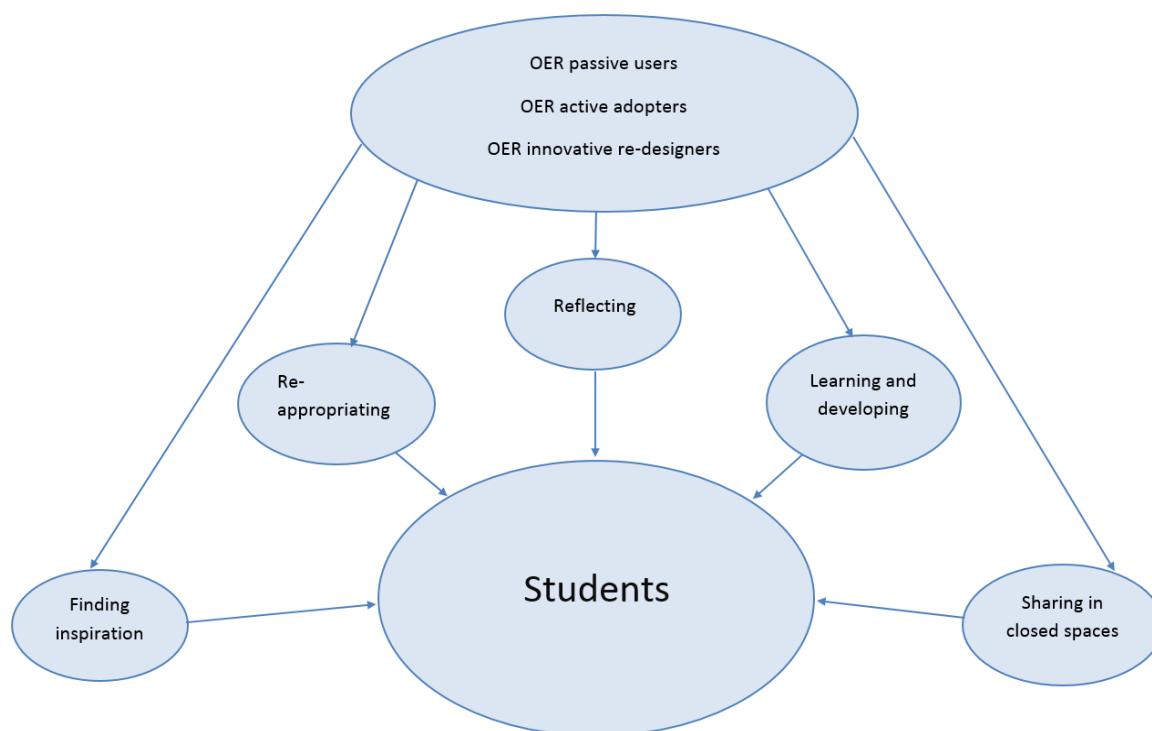 OER passive users
OER active adopters
OER innovative re-designers
Reflecting
Re-
appropriating
Learning and
developing
Students
Finding
inspiration
Sharing in
closed spaces